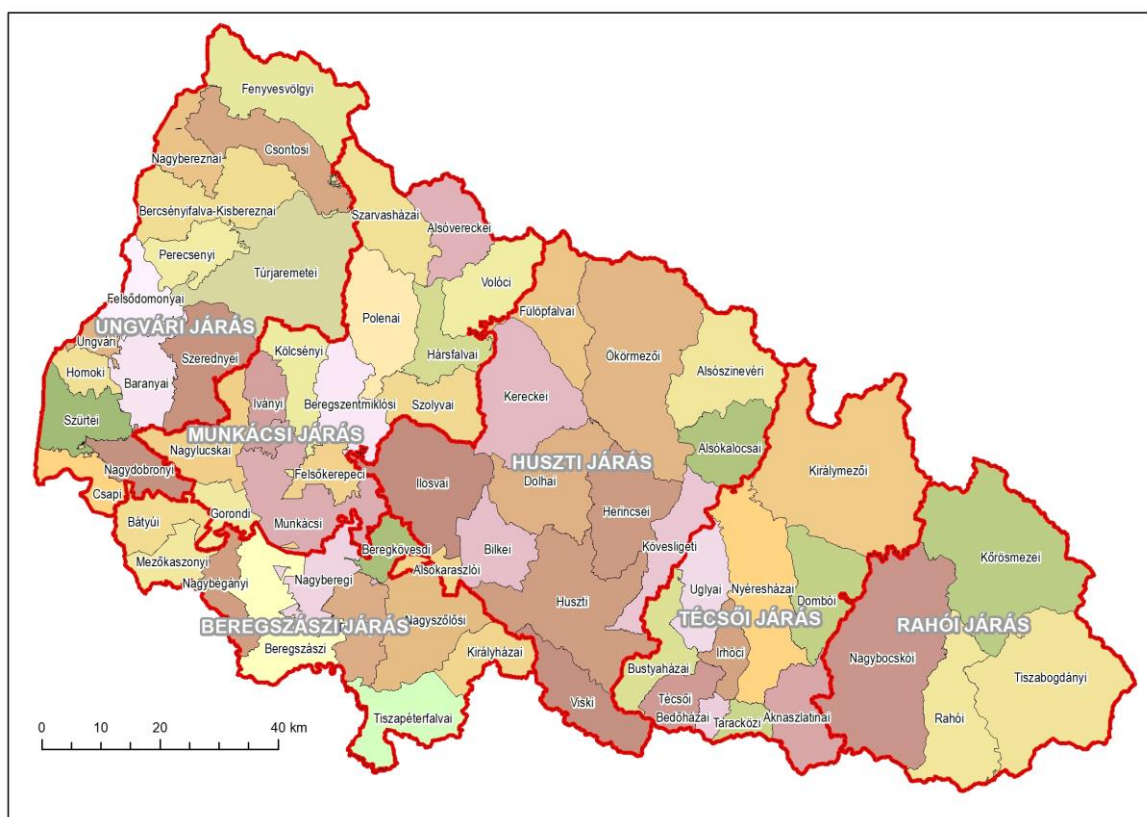 Fenyvesvölgyi
Csontosi
Nagybereznai
Bercsényifalva-Kisbereznai
Szarvasházai
Alsóvereckei
Perecsenyi
Túrjaremetei
Volóci
Felsődomonyai
Polenai
Fülöpfalvai
UNGVÁRI JÁRÁS
Ungvári
Szerednyei
Kölcsényi
Hársfalvai
Ökörmezői
Homoki
Baranyai
Iványi
Beregszentmiklósi
Szolyvai
Kereckei
Alsószinevéri
Szürtei
MUNKÁCSI JÁRÁS
Nagyluckai
Nagydobronyi
Felsőkerepeci
Ilosvai
HUSZTI JÁRÁS
Dolhai
Alsókalocsai
Királymezői
Csapi
Gorondi
Munkácsi
Herincsei
Bátyúi
Beregkövesdi
Bilkei
Kövesligeti
Kőrösmezei
Mezőkaszonyi
Alsokaraszlói
Nagybégányi
Nagyberegi
Uglyai
Nyéresházai
Dombói
Huszti
BEREGSZÁSZI JÁRÁS
Nagyszőlősi
TÉCSŐI JÁRÁS
RAHÓI JÁRÁS
Beregszászi
Királyházai
Irhóci
Bustyaházai
Nagybocskói
Tiszabogdányi
Viski
Técsői
Bedőházai
Taracközi
Aknaszlatinai
Rahói
Tiszapéterfalvai
0 10 20 40 km